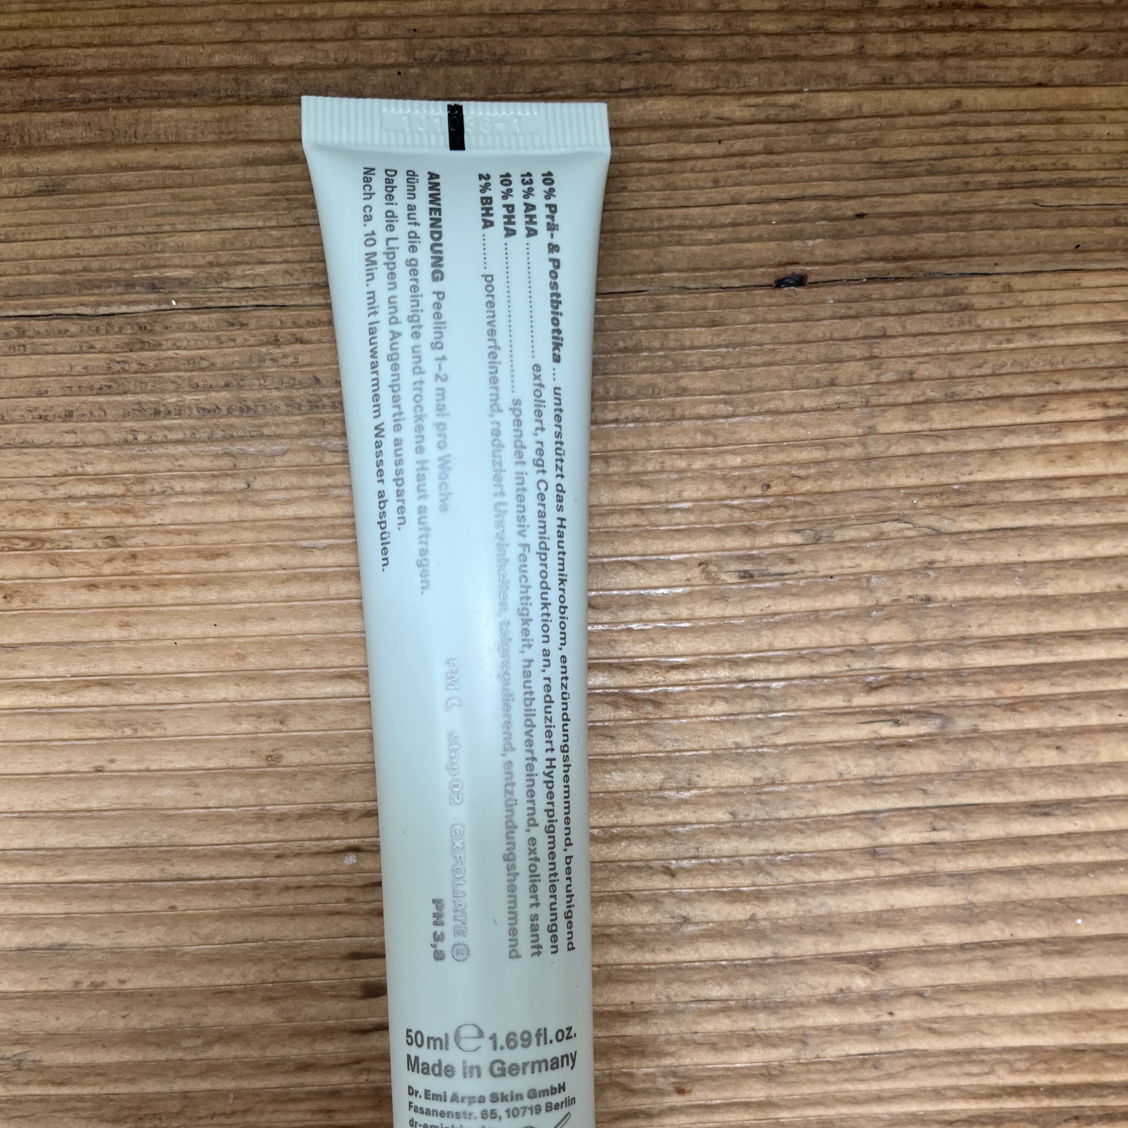 10% Prä- & Postbiotika ... unterstützt das Hautmikrobiom, entzündungshemmend, beruhigend
13% AHA ........................ exfoliert, regt Ceramidproduktion an, reduziert Hyperpigmentierungen
10% PHA ............................... spendet intensiv Feuchtigkeit, hautbildverfeinernd, exfoliert sanft
2% BHA ........ porenverfeinernd, reduziert Unreinheiten, talgregulierend, entzündungshemmend
ANWENDUNG Peeling 1–2 mal pro Woche
dünn auf die gereinigte und trockene Haut auftragen.
Dabei die Lippen und Augenpartie aussparen.
Nach ca. 10 Min. mit lauwarmem Wasser abspülen.
PM step 02 EXFOLIATE
PH 3,8
50ml e 1.69fl.oz.
Made in Germany
Dr. Emi Arpa Skin GmbH
Fasanenstr. 65, 10719 Berlin